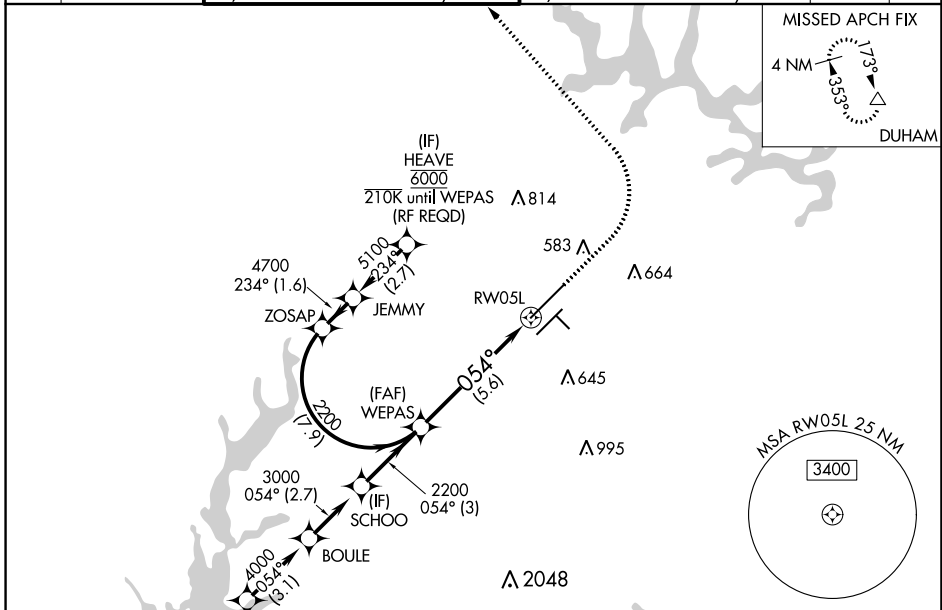 MISSED APCH FIX
4 NM
173°
353°
DUHAM
(IF)
HEAVE
6000
210K until WEPAS
(RF REQD)
814
583
664
5100
234°
(2.7)
4700
234° (1.6)
JEMMY
ZOSAP
RW05L
054°
(5.6)
645
(FAF)
WEPAS
2200
(7.9)
995
MSA RW05L 25 NM
3400
3000
054° (2.7)
2200
054° (3)
(IF)
SCHOO
BOULE
4000
054°
(3.1)
2048